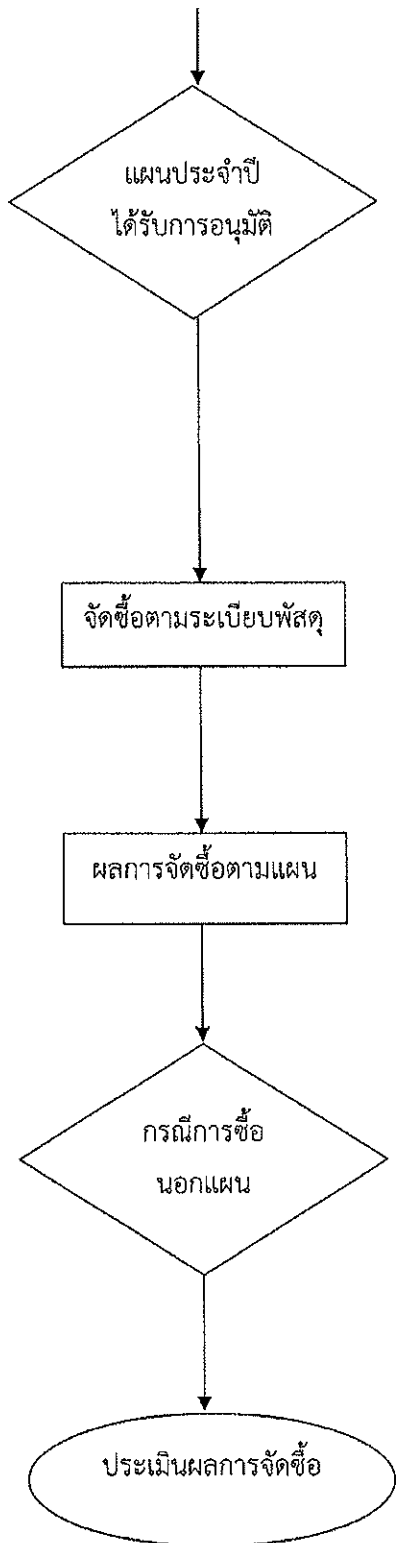 แผนประจำปี
ได้รับการอนุมัติ
จัดซื้อตามระเบียบพัสดุ
ผลการจัดซื้อตามแผน
กรณีการซื้อ
นอกแผน
ประเมินผลการจัดซื้อ